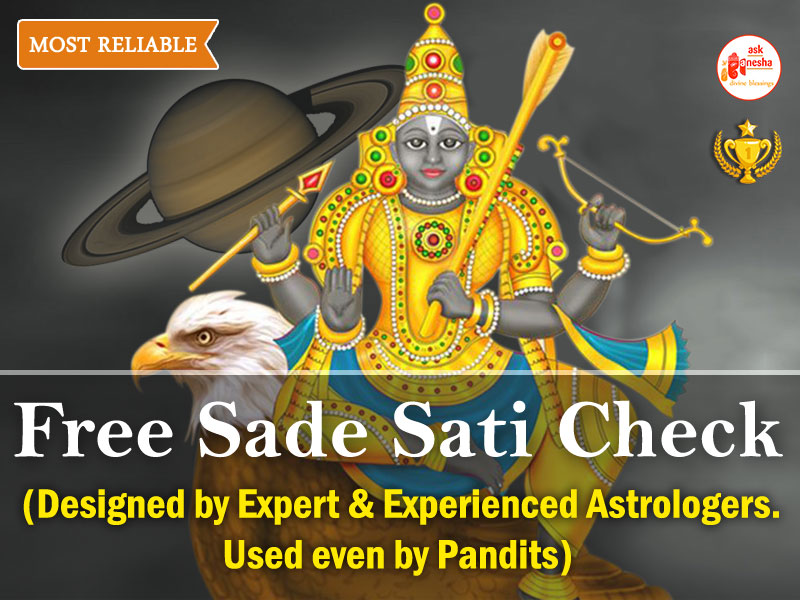 MOST RELIABLE
ask
Ganesha
divine blessings
1
Free Sade Sati Check
(Designed by Expert & Experienced Astrologers.
Used even by Pandits)